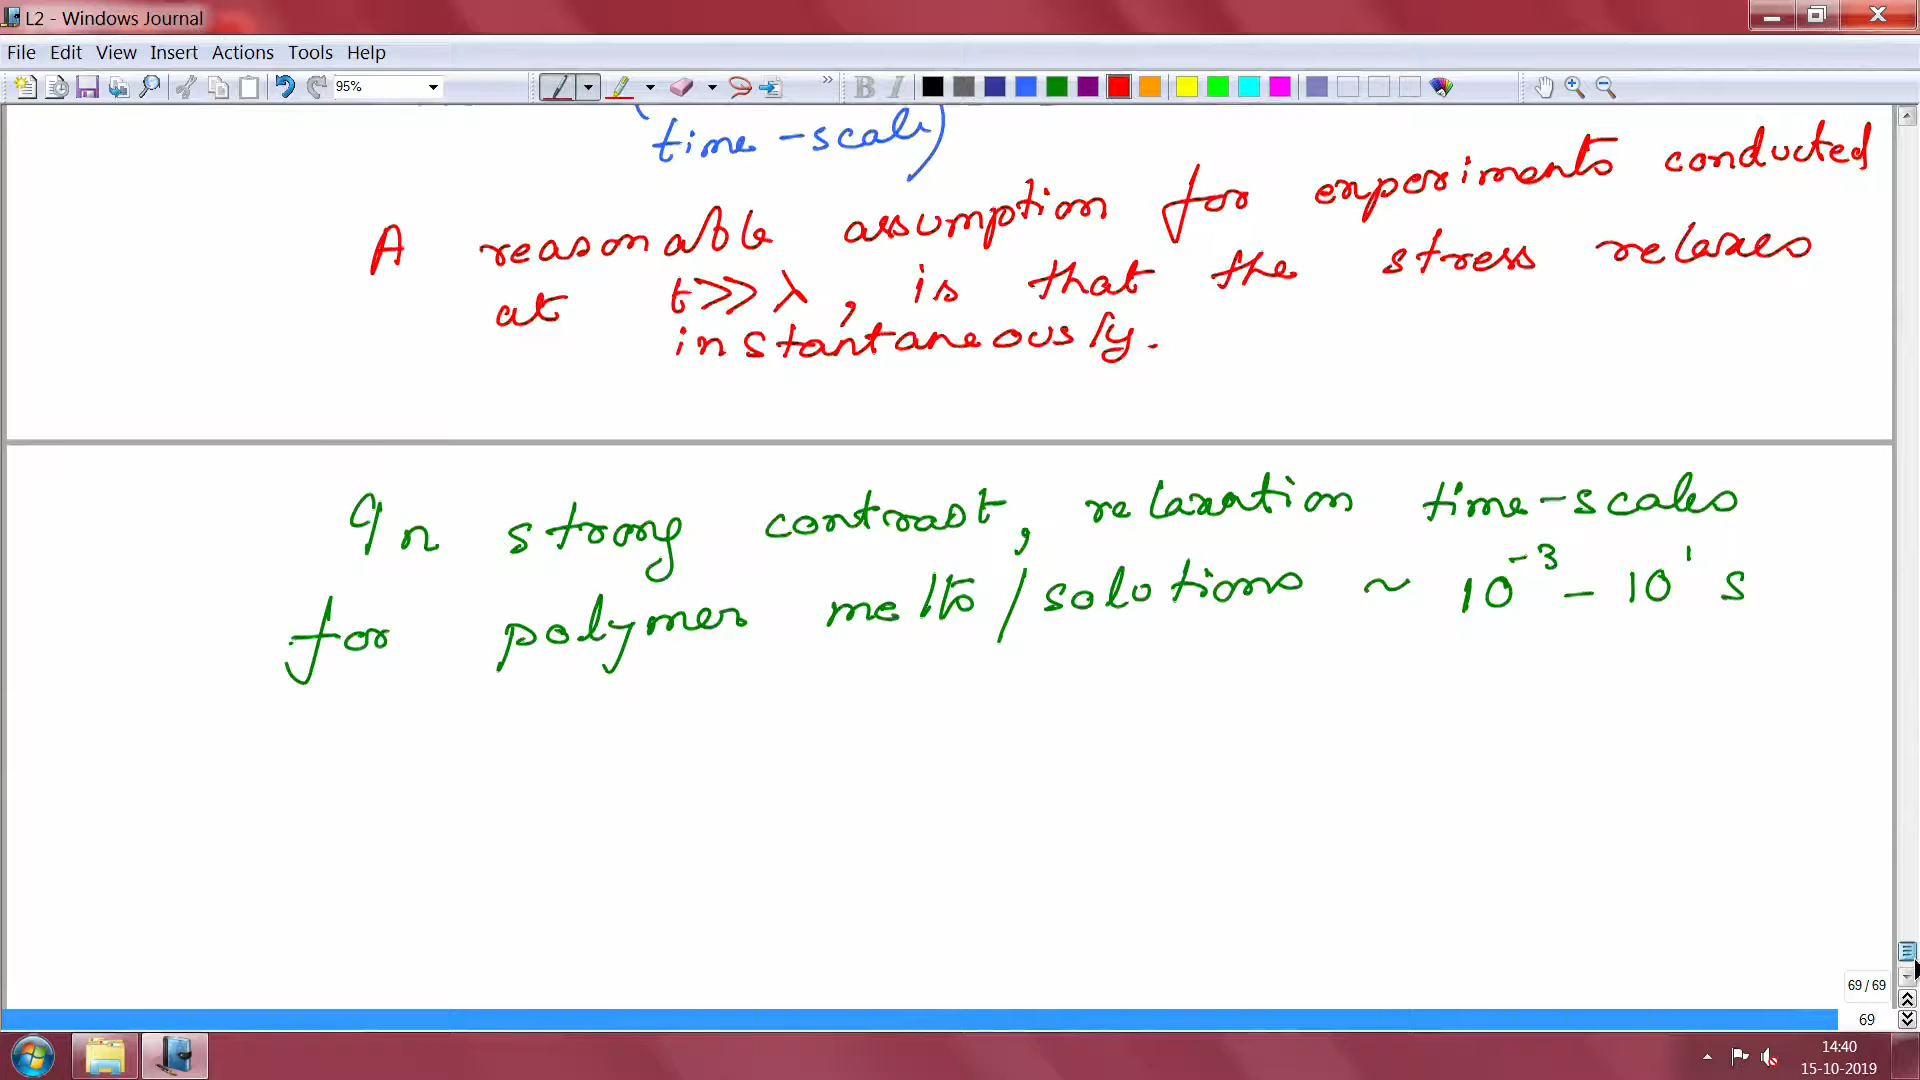 L2 - Windows Journal
File Edit View Insert Actions Tools Help
95% B I
time-scale)
A reasonable assumption for experiments conducted
at t>>λ, is that the stress relaxes
instantaneously.
In strong contrast, relaxation time-scales
for polymer melts/solutions ~ 10⁻³ - 10¹ s
69 / 69
69
14:40
15-10-2019